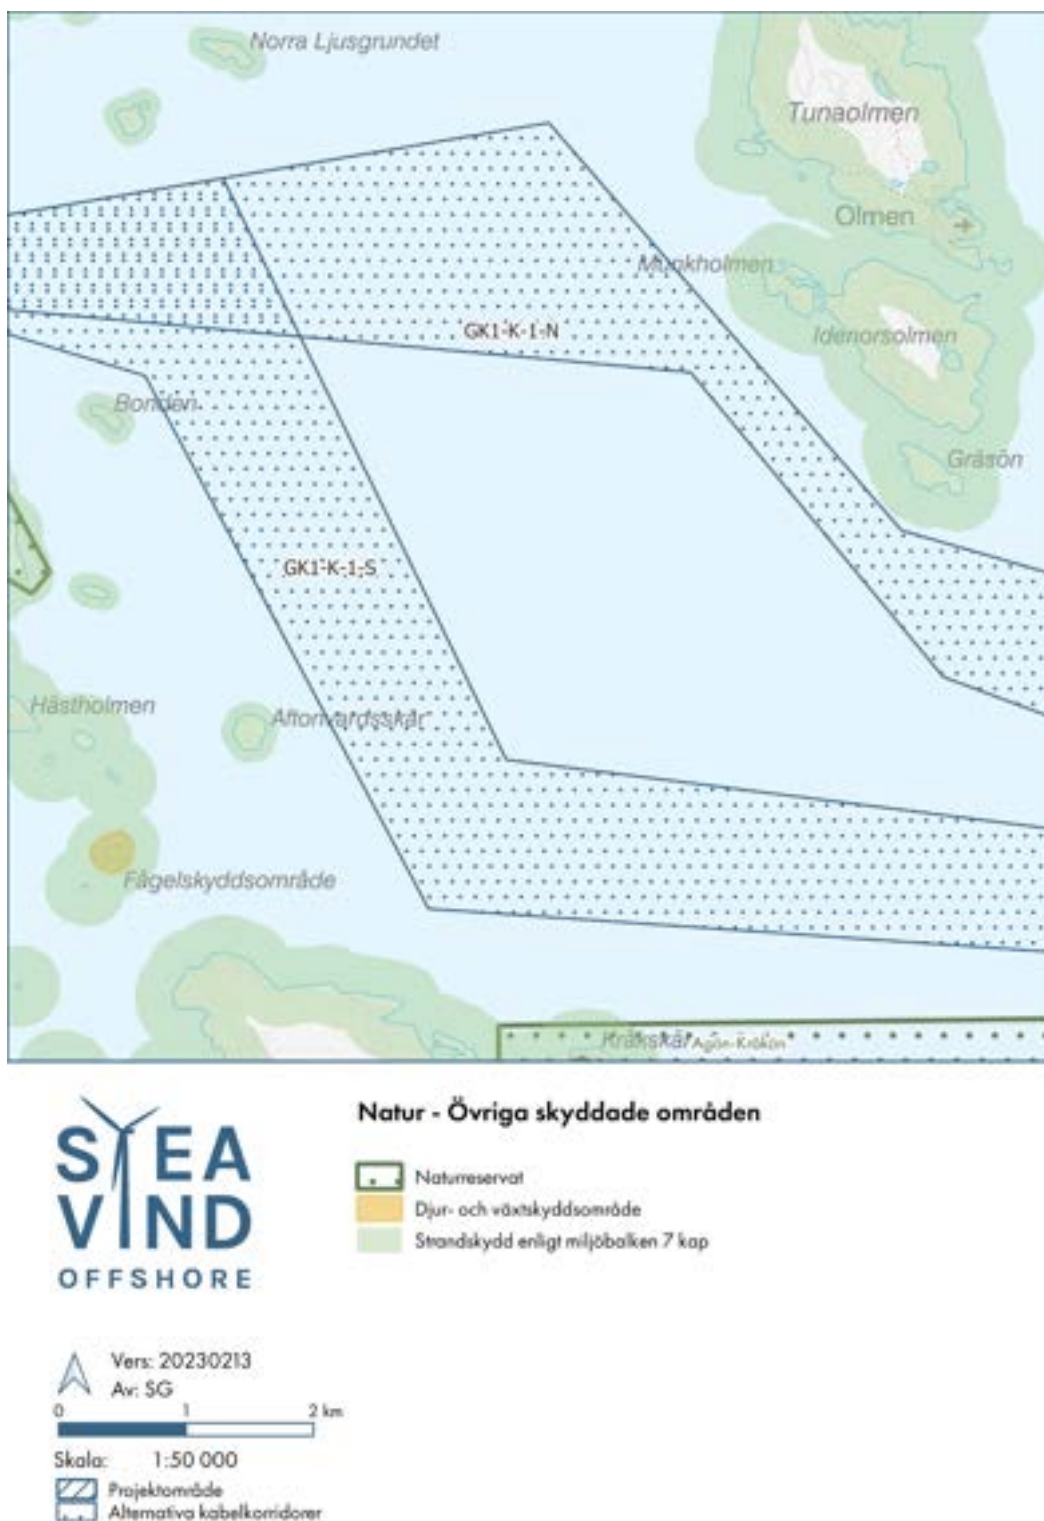 Norra Ljusgrundet
Tunaolmen
Olmen
Munkholmen
GK1-K-1-N
Idenorsolmen
Bonden
Gräsön
GK1-K-1-S
Hästholmen
Aftonvardsskär
Fågelskyddsområde
Kråkskär
Agön-Kråkön
SVEA
VIND
OFFSHORE
Natur - Övriga skyddade områden
Naturreservat
Djur- och växtskyddsområde
Strandskydd enligt miljöbalken 7 kap
Vers: 20230213
Av: SG
0 1 2 km
Skala: 1:50 000
Projektområde
Alternativa kabelkorridorer